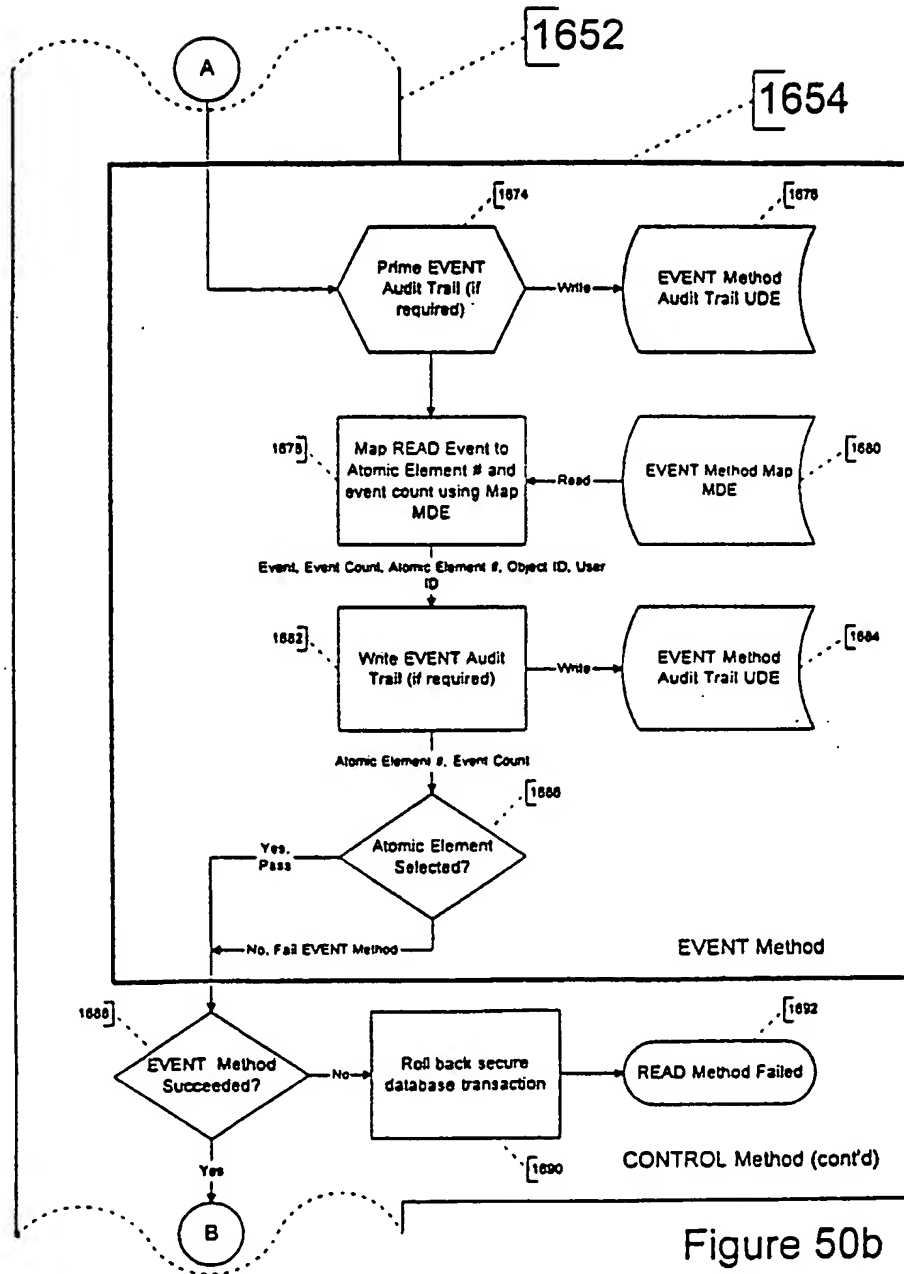 1652
A
1654
1674
1676
Prime EVENT
Audit Trail (if
required)
Write
EVENT Method
Audit Trail UDE
1678
Map READ Event to
Atomic Element # and
event count using Map
MDE
Read
EVENT Method Map
MDE
1680
Event, Event Count, Atomic Element #, Object ID, User
ID
1682
Write EVENT Audit
Trail (if required)
Write
EVENT Method
Audit Trail UDE
1684
Atomic Element #, Event Count
1686
Atomic Element
Selected?
Yes,
Pass
No, Fail EVENT Method
EVENT Method
1688
EVENT Method
Succeeded?
No
Roll back secure
database transaction
1692
READ Method Failed
1690
Yes
CONTROL Method (cont'd)
B
Figure 50b